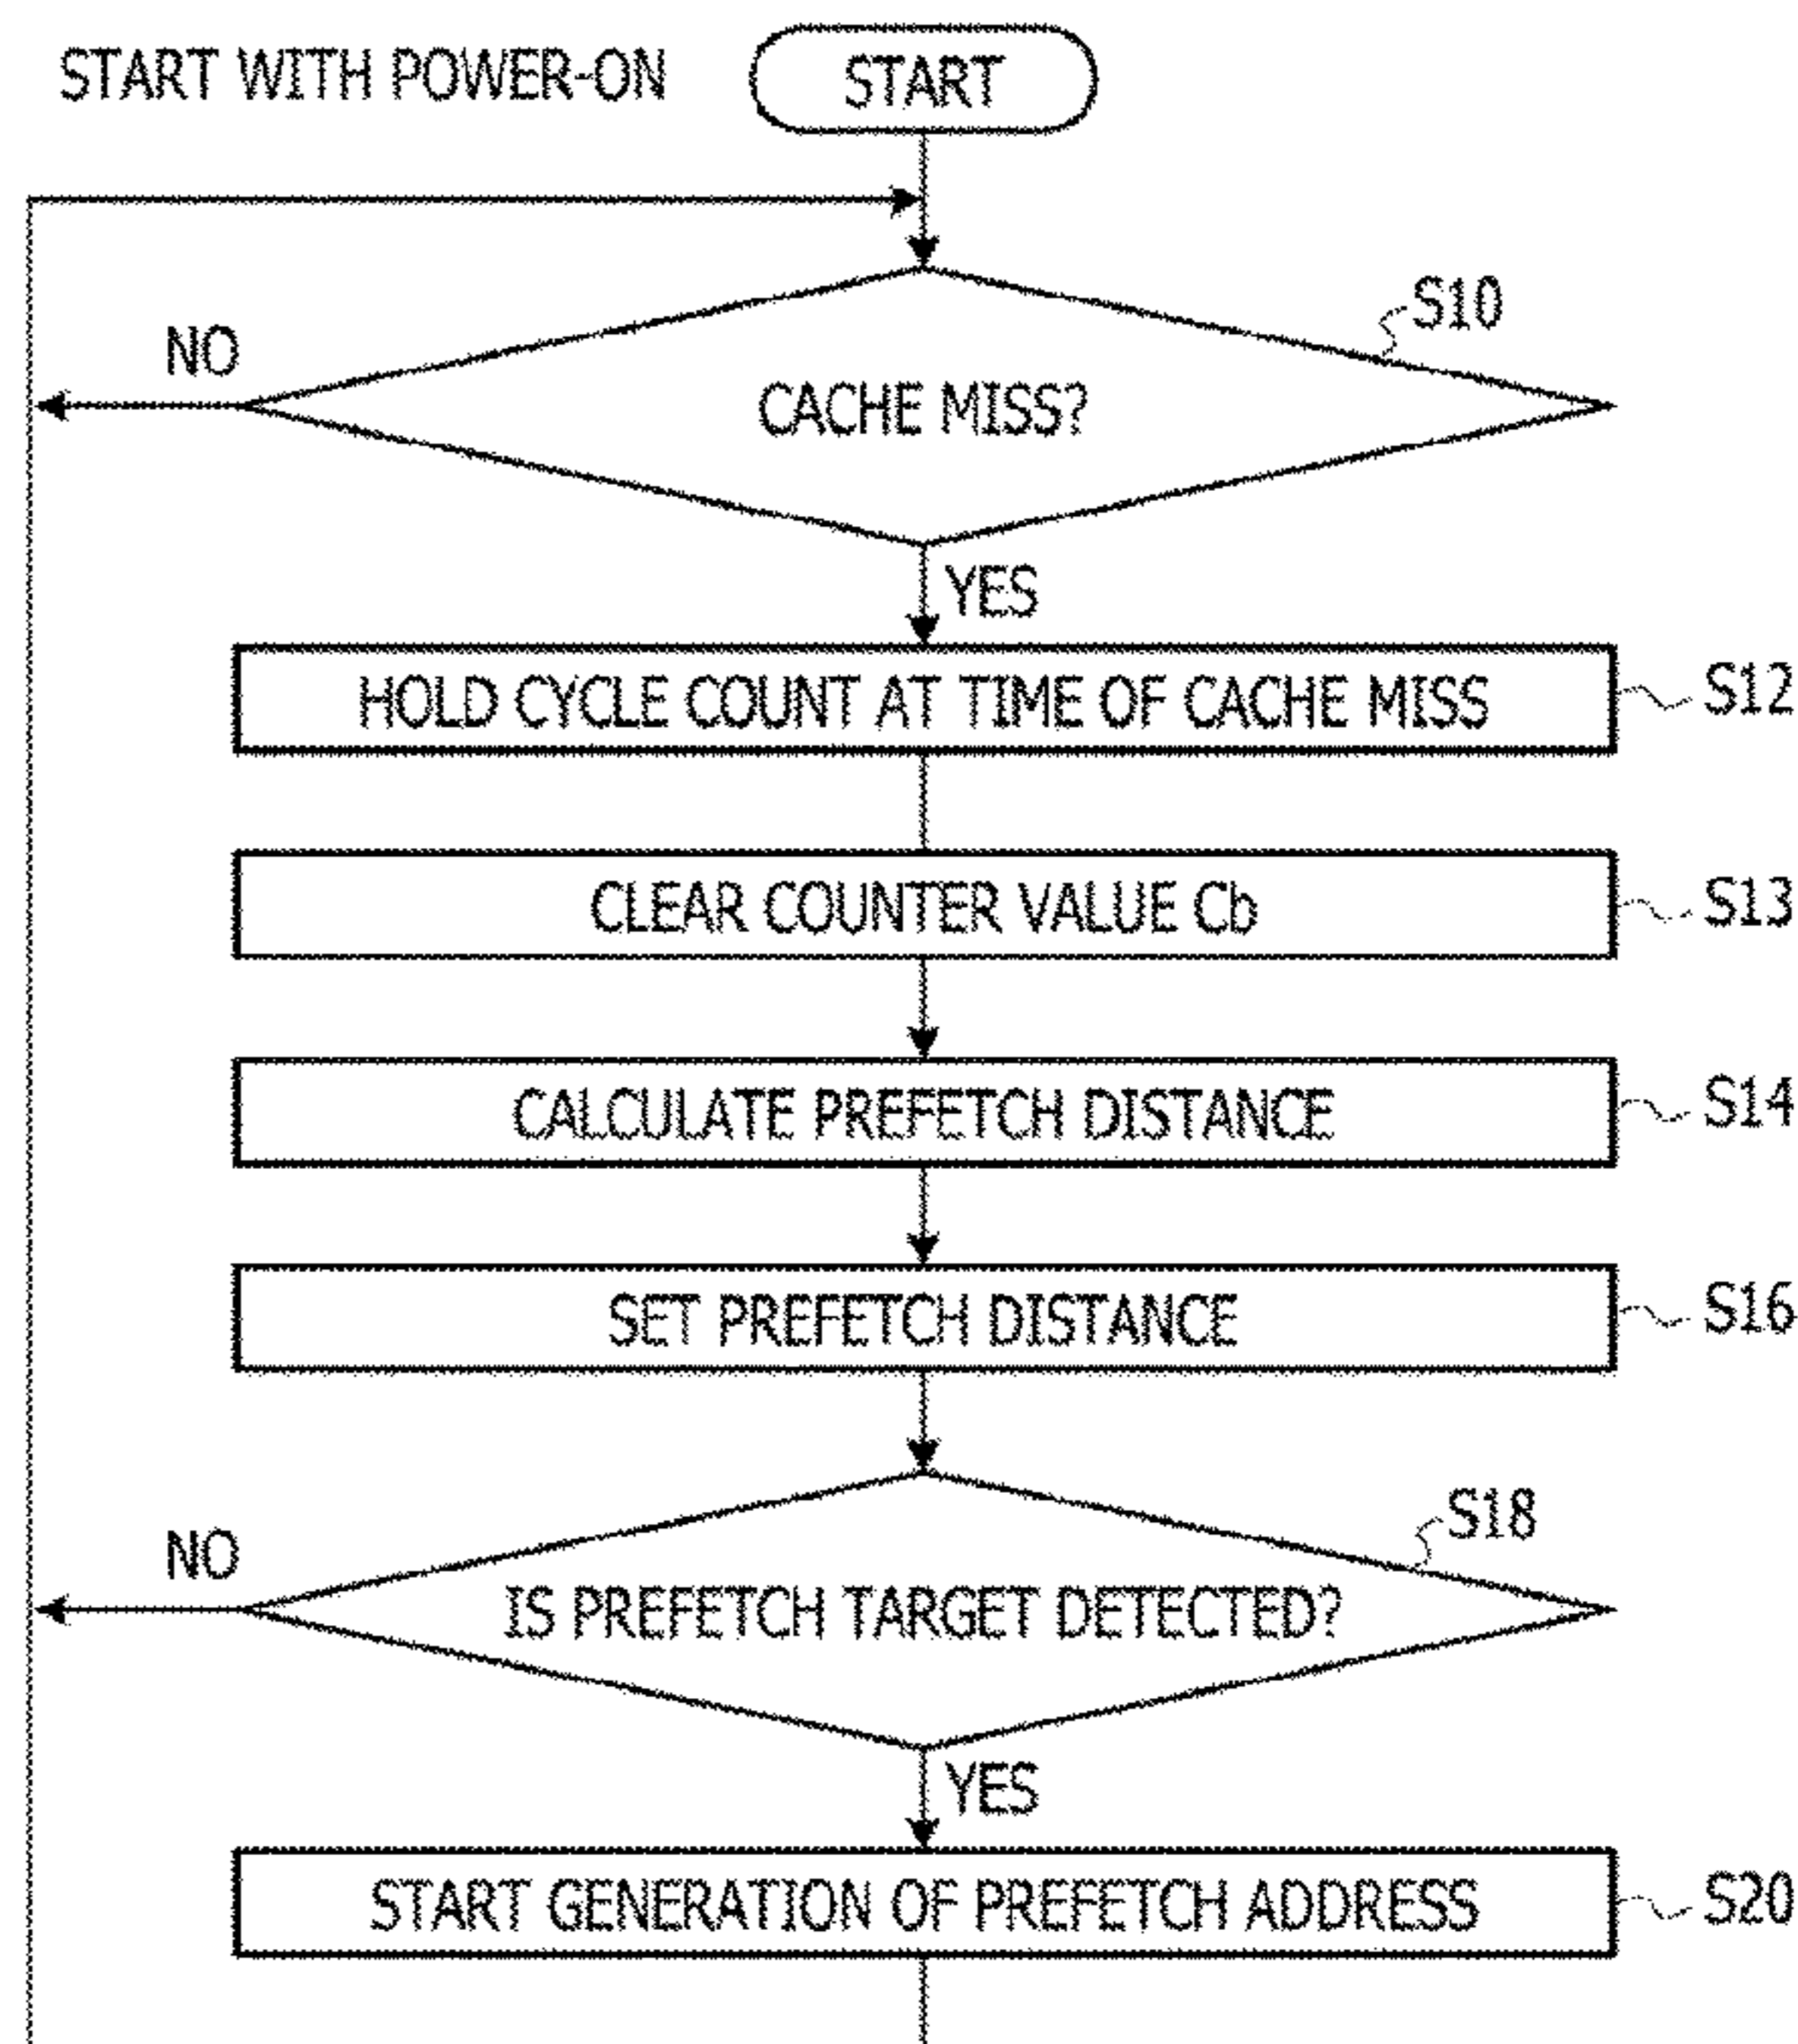 START WITH POWER-ON
START
S10
NO
CACHE MISS?
YES
HOLD CYCLE COUNT AT TIME OF CACHE MISS
S12
CLEAR COUNTER VALUE Cb
S13
CALCULATE PREFETCH DISTANCE
S14
SET PREFETCH DISTANCE
S16
S18
NO
IS PREFETCH TARGET DETECTED?
YES
START GENERATION OF PREFETCH ADDRESS
S20